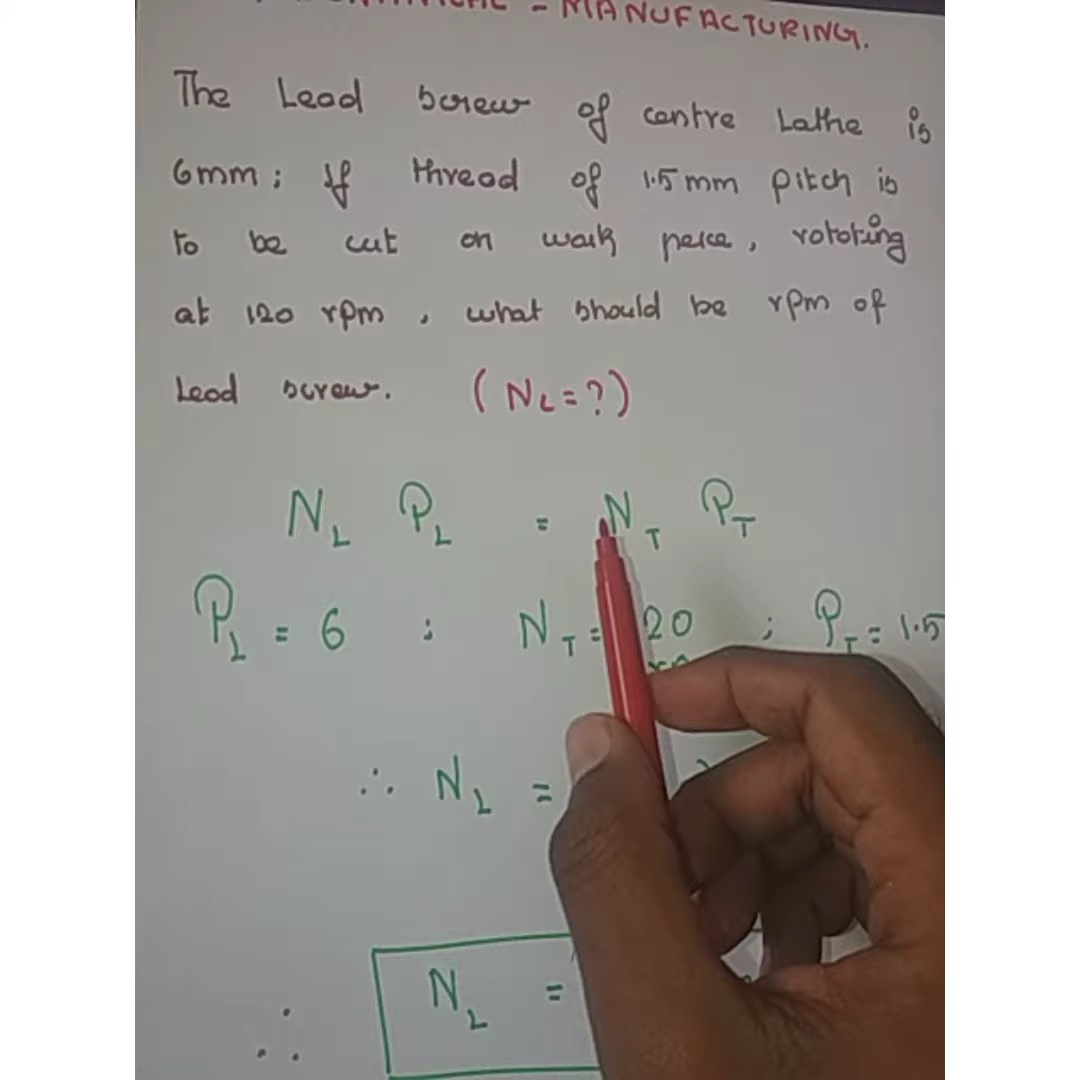 - MANUFACTURING.
The Lead screw of centre Lathe is
6mm; If thread of 1.5mm pitch is
to be cut on work peice, rotating
at 120 rpm, what should be rpm of
Lead screw. (NL=?)
NL PL = NT PT
PL = 6 ; NT = 20 ; PT = 1.5
∴ NL =
∴ NL =